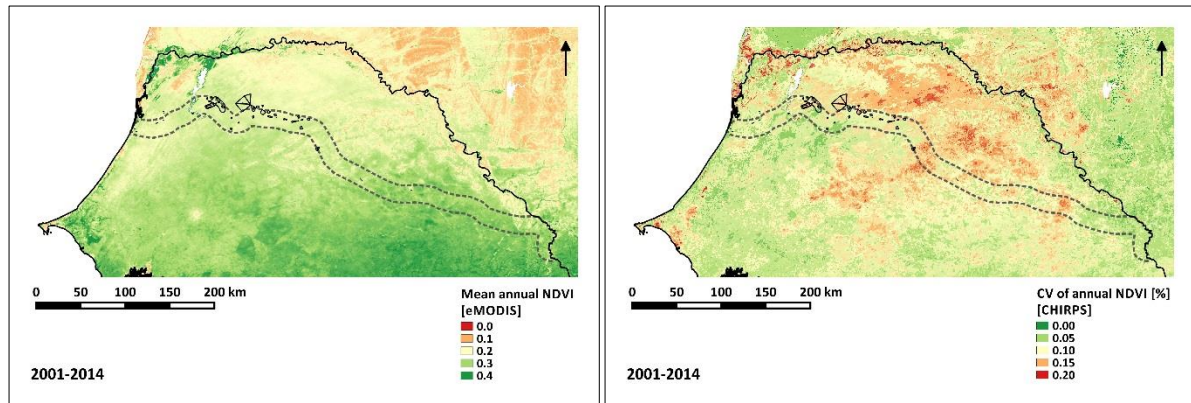 0 50 100 150 200 km
Mean annual NDVI
[eMODIS]
0.0
0.1
0.2
0.3
0.4
2001-2014
0 50 100 150 200 km
CV of annual NDVI [%]
[CHIRPS]
0.00
0.05
0.10
0.15
0.20
2001-2014